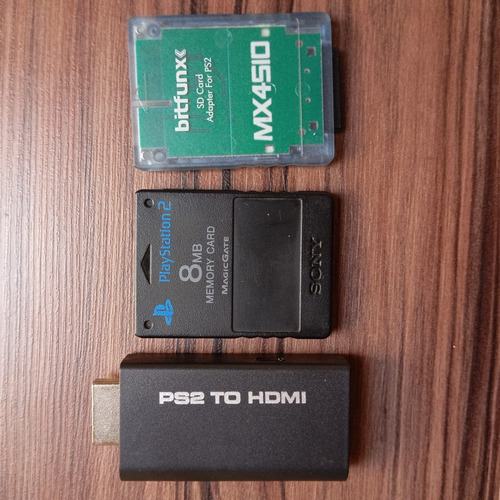 bitfunx
SD Card
Adapter For PS2
MX4SIO
PlayStation 2
8MB
MEMORY CARD
MAGICGATE
SONY
PS2 TO HDMI